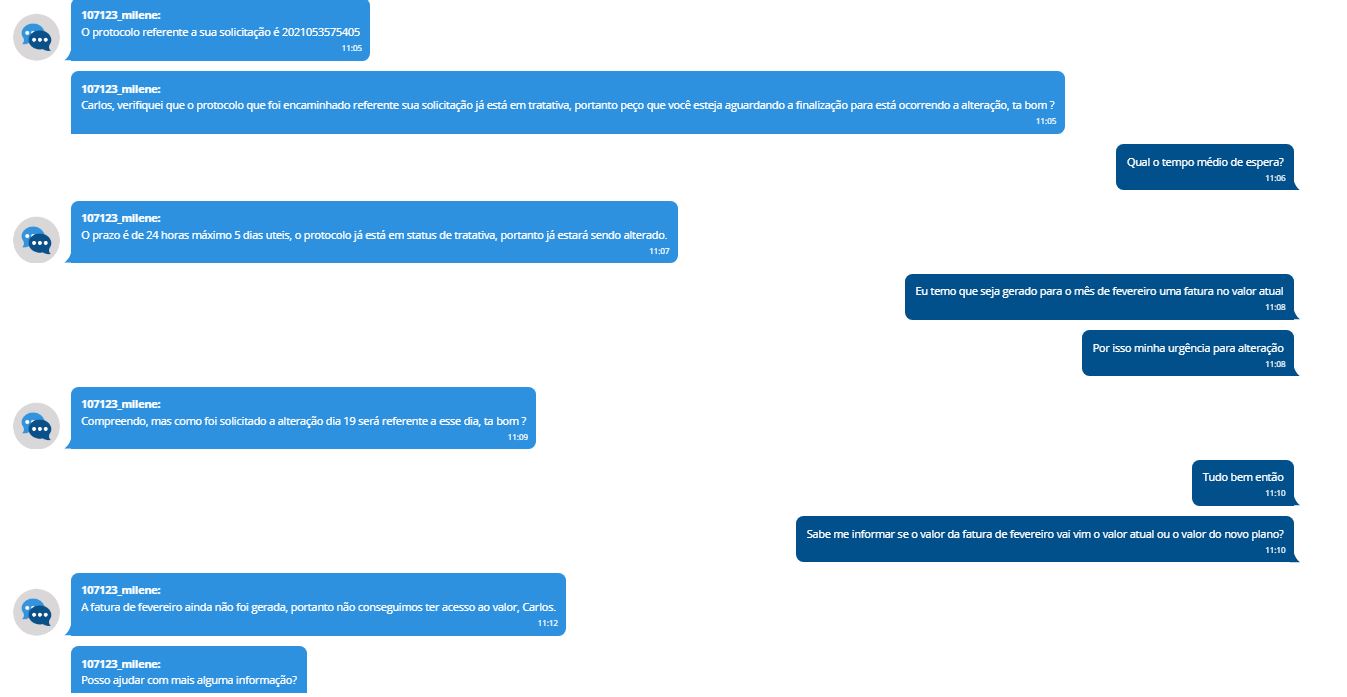 107123_milene:
O protocolo referente a sua solicitação é 2021053575405
11:05
107123_milene:
Carlos, verifiquei que o protocolo que foi encaminhado referente sua solicitação já está em tratativa, portanto peço que você esteja aguardando a finalização para está ocorrendo a alteração, ta bom ?
11:05
Qual o tempo médio de espera?
11:06
107123_milene:
O prazo é de 24 horas máximo 5 dias uteis, o protocolo já está em status de tratativa, portanto já estará sendo alterado.
11:07
Eu temo que seja gerado para o mês de fevereiro uma fatura no valor atual
11:08
Por isso minha urgência para alteração
11:08
107123_milene:
Compreendo, mas como foi solicitado a alteração dia 19 será referente a esse dia, ta bom ?
11:09
Tudo bem então
11:10
Sabe me informar se o valor da fatura de fevereiro vai vim o valor atual ou o valor do novo plano?
11:10
107123_milene:
A fatura de fevereiro ainda não foi gerada, portanto não conseguimos ter acesso ao valor, Carlos.
11:12
107123_milene:
Posso ajudar com mais alguma informação?